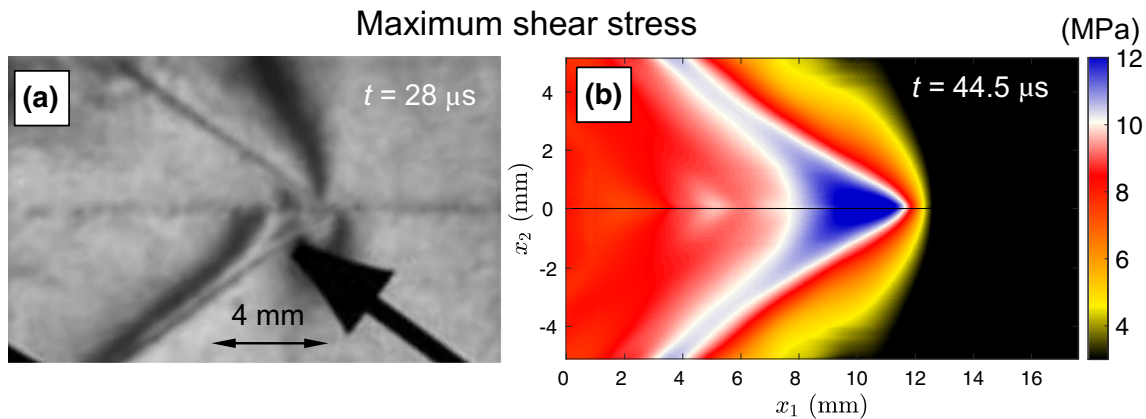 Maximum shear stress
(MPa)
(a)
t = 28 μs
4 mm
(b)
t = 44.5 μs
x₂ (mm)
4
2
0
-2
-4
0 2 4 6 8 10 12 14 16
x₁ (mm)
12
10
8
6
4